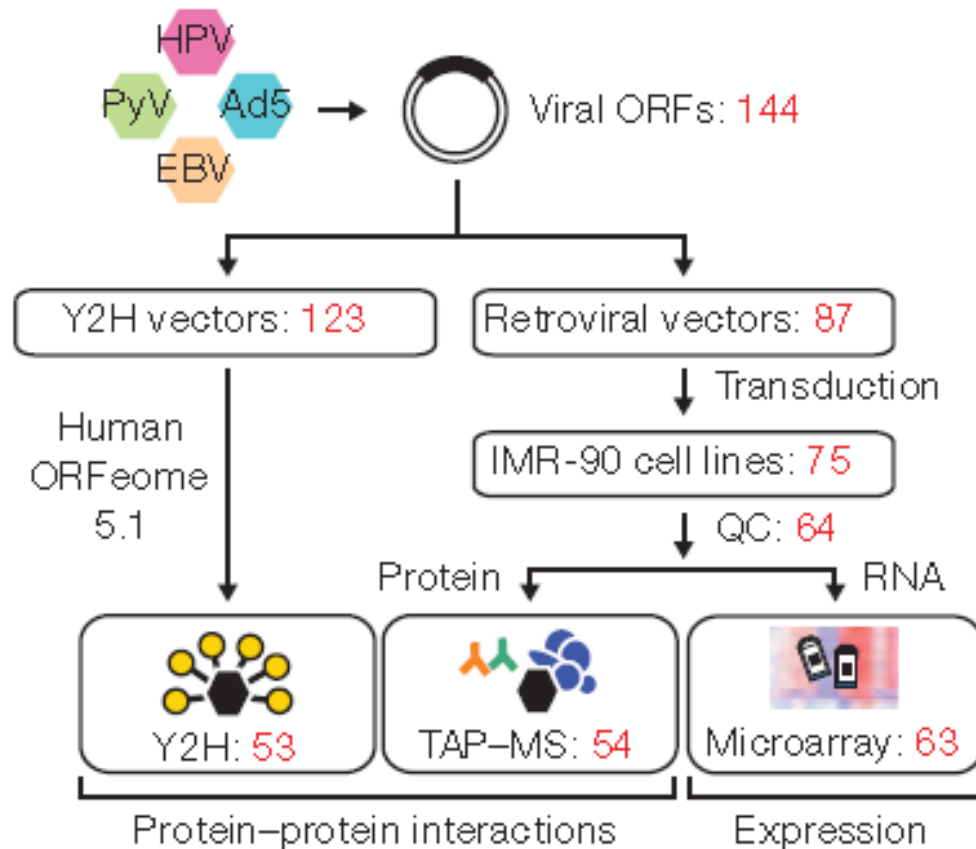 HPV
PyV
Ad5
EBV
Viral ORFs: 144
Y2H vectors: 123
Retroviral vectors: 87
Transduction
Human
ORFeome
5.1
IMR-90 cell lines: 75
QC: 64
Protein
RNA
Y2H: 53
TAP–MS: 54
Microarray: 63
Protein–protein interactions
Expression